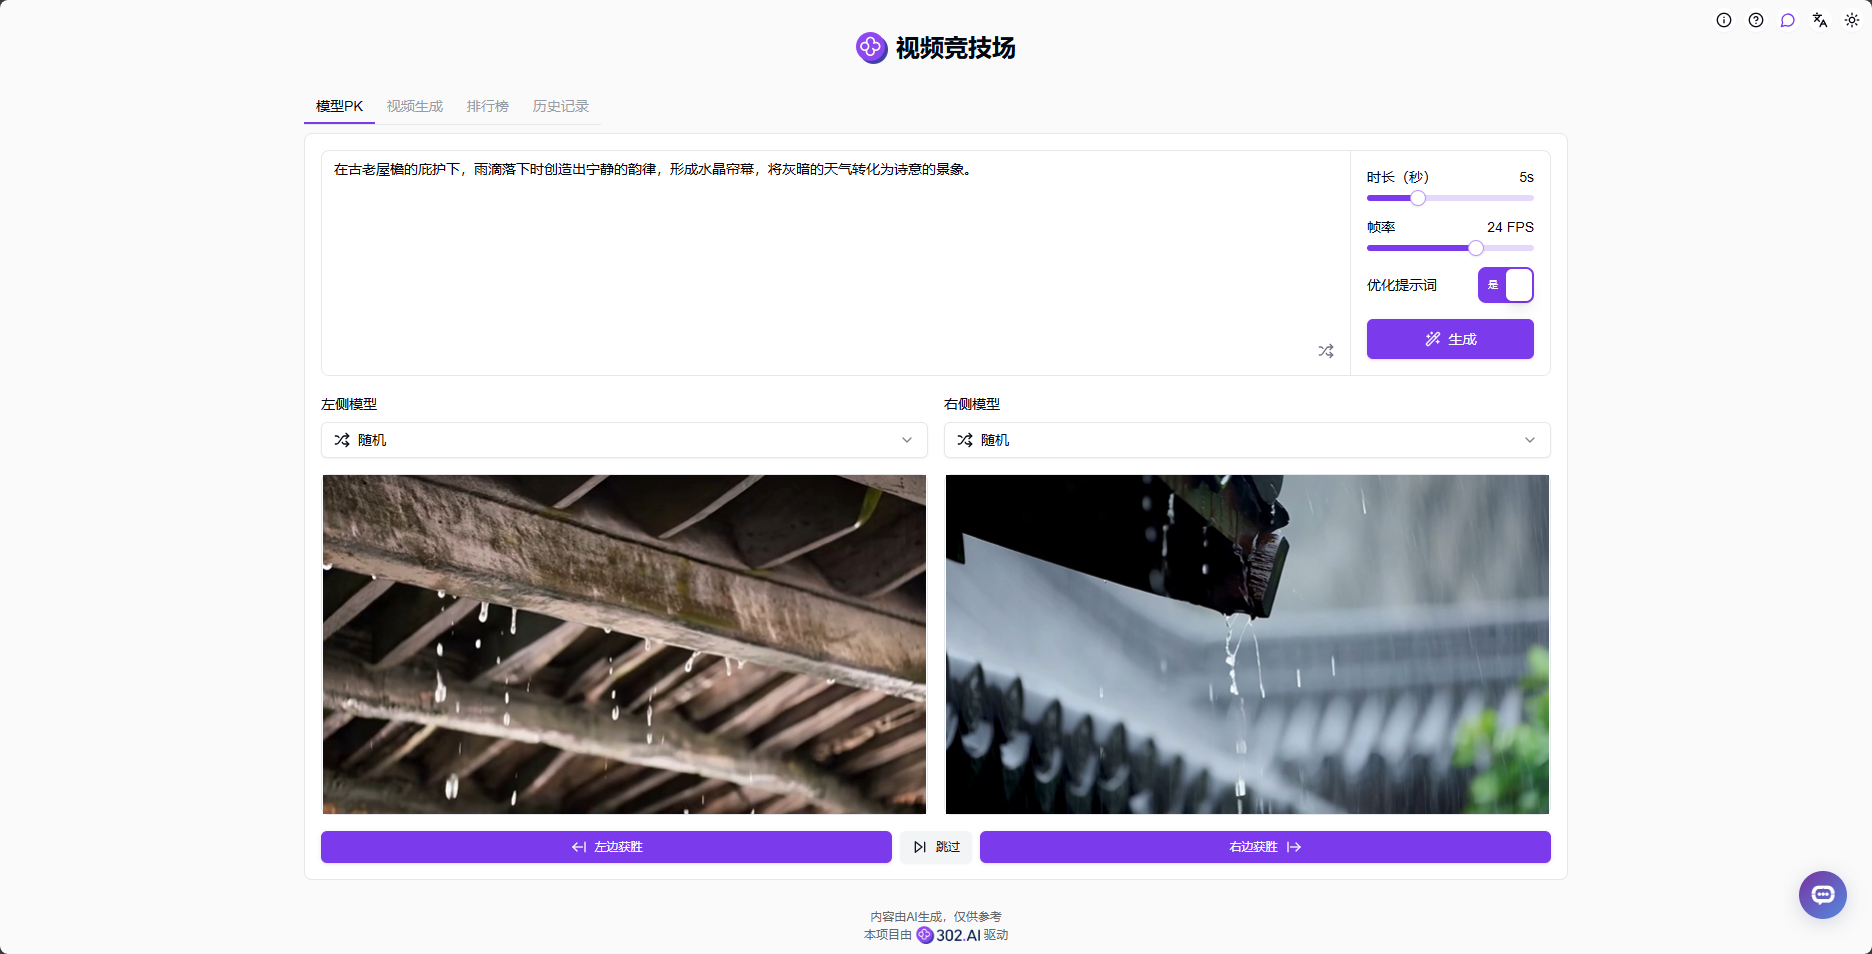 视频竞技场
模型PK 视频生成 排行榜 历史记录
在古老屋檐的庇护下，雨滴落下时创造出宁静的韵律，形成水晶帘幕，将灰暗的天气转化为诗意的景象。
时长（秒） 5s
帧率 24 FPS
优化提示词 是
生成
左侧模型 右侧模型
随机 随机
左边获胜 跳过 右边获胜
内容由AI生成，仅供参考
本项目由 302.AI 驱动